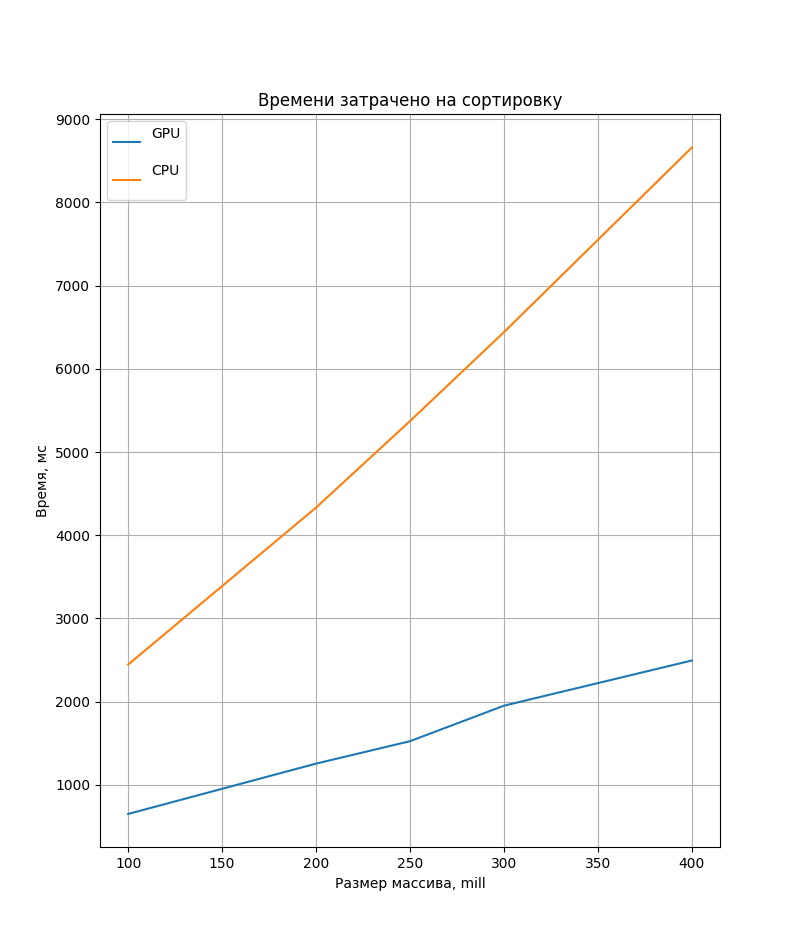 Времени затрачено на сортировку
GPU
CPU
9000
8000
7000
6000
5000
4000
3000
2000
1000
Время, мс
100 150 200 250 300 350 400
Размер массива, mill